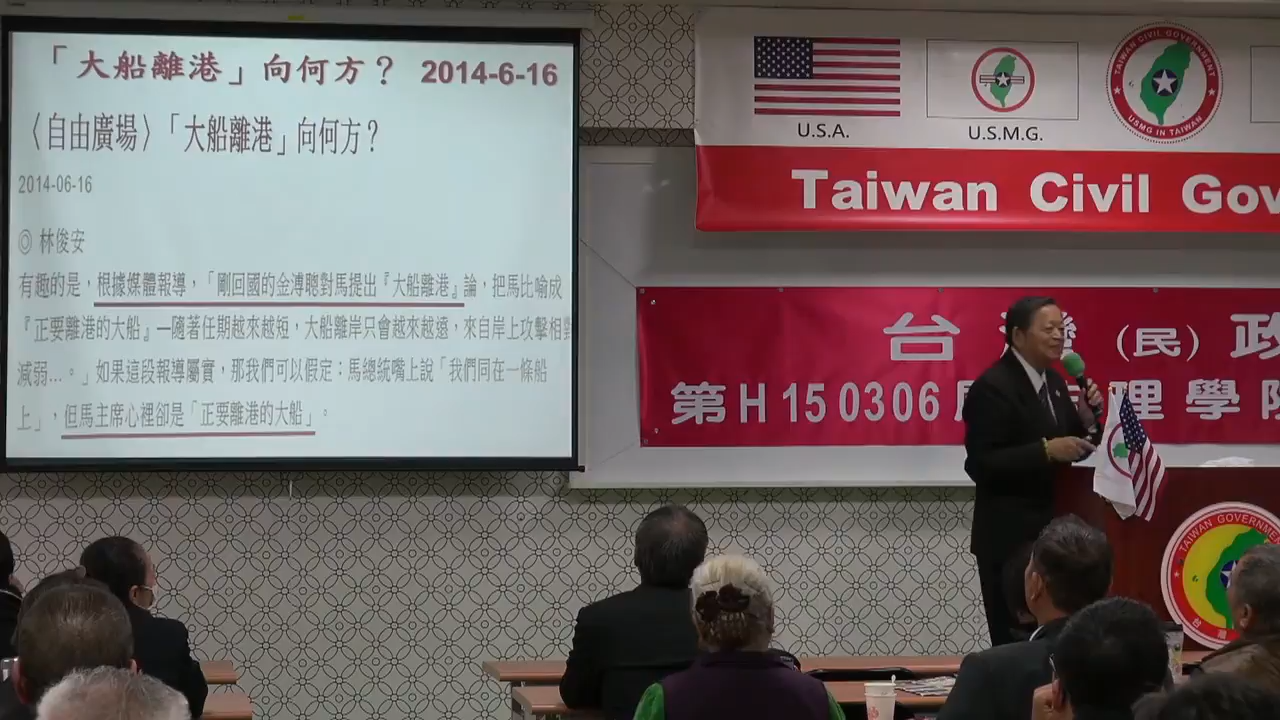 「大船離港」向何方？ 2014-6-16
〈自由廣場〉「大船離港」向何方？
2014-06-16
◎ 林俊安
有趣的是，根據媒體報導，「剛回國的金溥聰對馬提出『大船離港』論，把馬比喻成
『正要離港的大船』—隨著任期越來越短，大船離岸只會越來越遠，來自岸上攻擊相對
減弱…。」如果這段報導屬實，那我們可以假定：馬總統嘴上說「我們同在一條船
上」，但馬主席心裡卻是「正要離港的大船」。
U.S.A.
U.S.M.G.
TAIWAN CIVIL GOVERNMENT
USMG IN TAIWAN
Taiwan Civil Gov
台灣（民）政
第H150306 理學院
TAIWAN GOVERNMENT
台